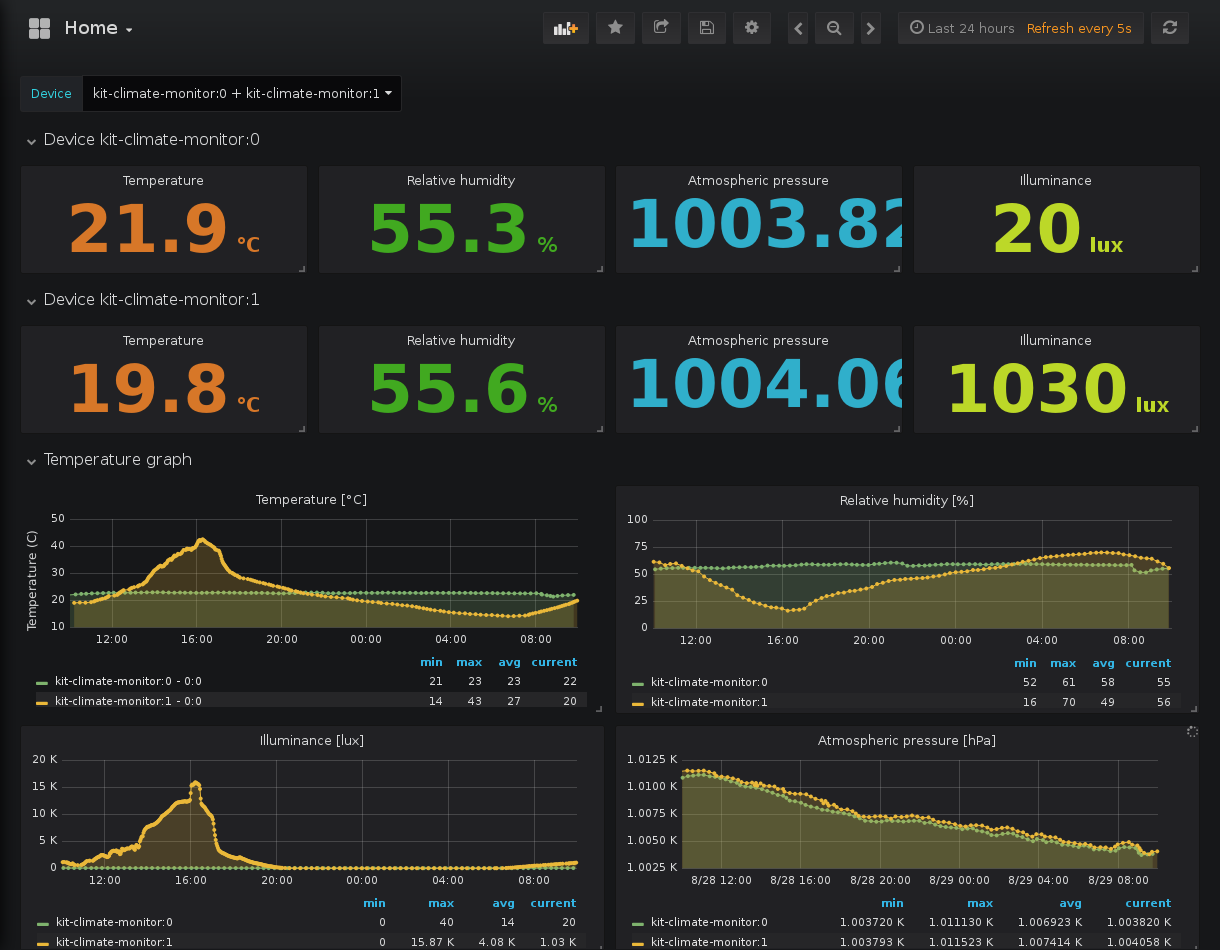 Home
Last 24 hours Refresh every 5s
Device kit-climate-monitor:0 + kit-climate-monitor:1
Device kit-climate-monitor:0
Temperature Relative humidity Atmospheric pressure Illuminance
21.9 °C 55.3 % 1003.82 20 lux
Device kit-climate-monitor:1
Temperature Relative humidity Atmospheric pressure Illuminance
19.8 °C 55.6 % 1004.06 1030 lux
Temperature graph
Temperature [°C]
Temperature (C)
50
40
30
20
10
12:00 16:00 20:00 00:00 04:00 08:00
min max avg current
kit-climate-monitor:0 - 0:0 21 23 23 22
kit-climate-monitor:1 - 0:0 14 43 27 20
Relative humidity [%]
100
75
50
25
0
12:00 16:00 20:00 00:00 04:00 08:00
min max avg current
kit-climate-monitor:0 52 61 58 55
kit-climate-monitor:1 16 70 49 56
Illuminance [lux]
20 K
15 K
10 K
5 K
0
12:00 16:00 20:00 00:00 04:00 08:00
min max avg current
kit-climate-monitor:0 0 40 14 20
kit-climate-monitor:1 0 15.87 K 4.08 K 1.03 K
Atmospheric pressure [hPa]
1.0125 K
1.0100 K
1.0075 K
1.0050 K
1.0025 K
8/28 12:00 8/28 16:00 8/28 20:00 8/29 00:00 8/29 04:00 8/29 08:00
min max avg current
kit-climate-monitor:0 1.003720 K 1.011130 K 1.006923 K 1.003820 K
kit-climate-monitor:1 1.003793 K 1.011523 K 1.007414 K 1.004058 K